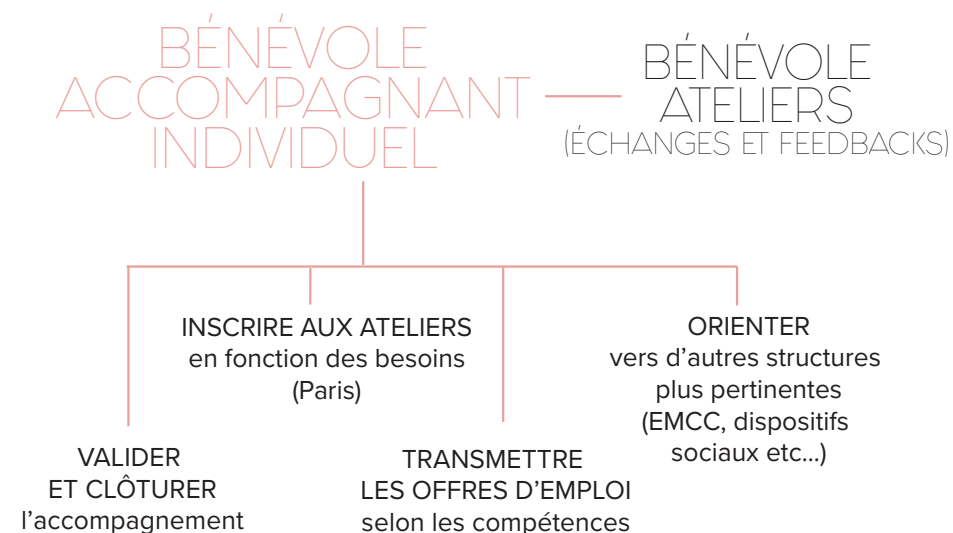 BÉNÉVOLE
ACCOMPAGNANT
INDIVIDUEL
BÉNÉVOLE
ATELIERS
(ÉCHANGES ET FEEDBACKS)
INSCRIRE AUX ATELIERS
en fonction des besoins
(Paris)
ORIENTER
vers d’autres structures
plus pertinentes
(EMCC, dispositifs
sociaux etc...)
VALIDER
ET CLÔTURER
l’accompagnement
TRANSMETTRE
LES OFFRES D’EMPLOI
selon les compétences